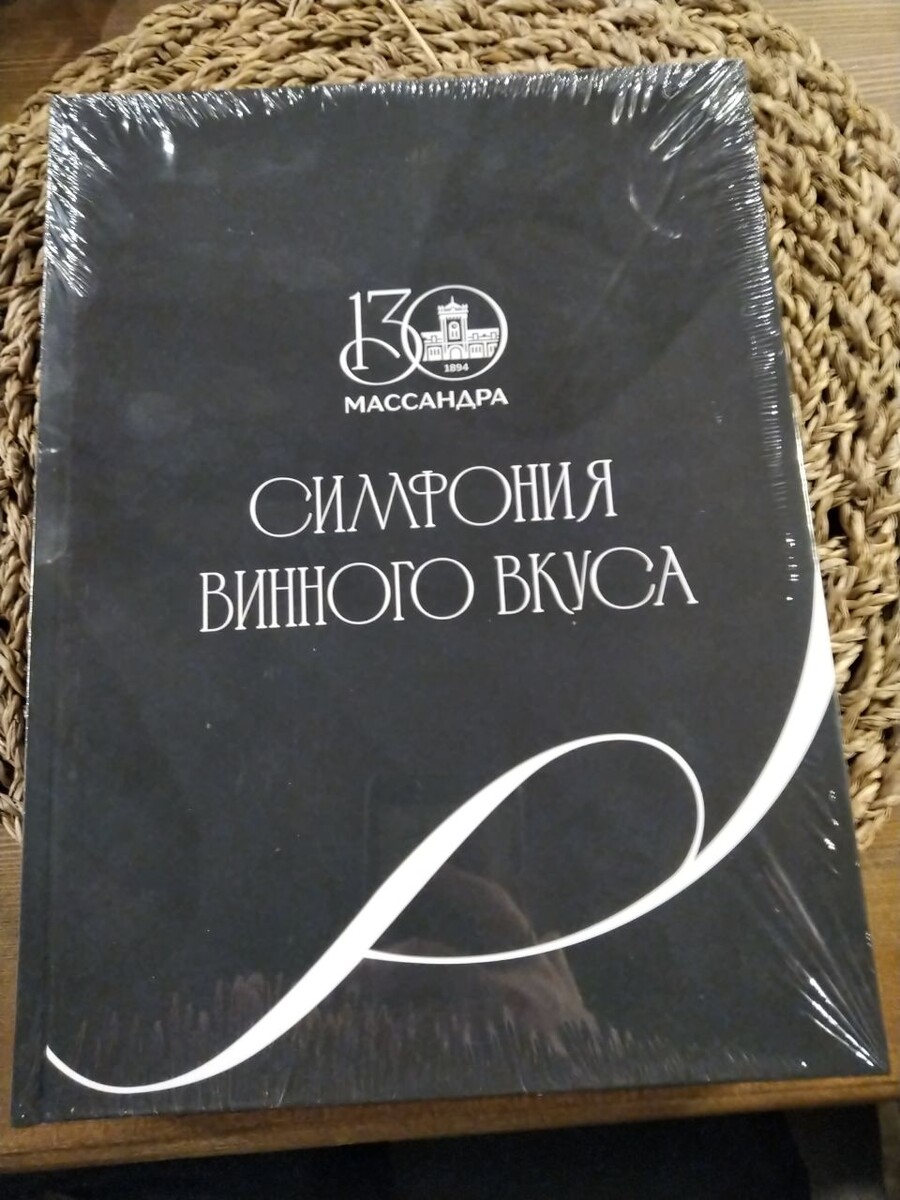 130
1894
МАССАНДРА
СИМФОНИЯ
ВИННОГО ВКУСА